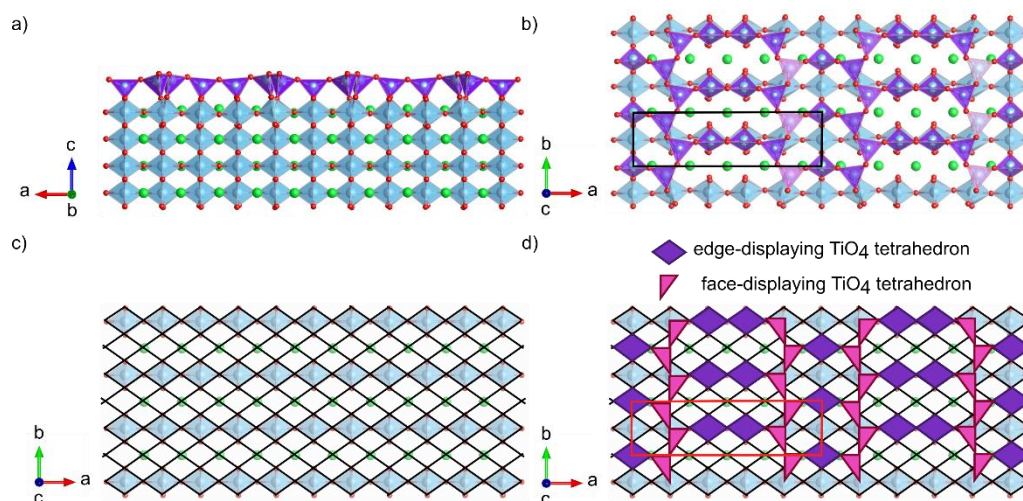 a)
c
a
b
b)
b
a
c
c)
b
a
c
d)
edge-displaying TiO4 tetrahedron
face-displaying TiO4 tetrahedron
b
a
c